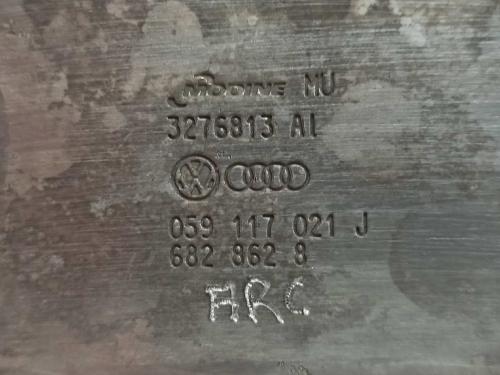 MODINE MU
3276813 AI
059 117 021 J
682 862 8
ARC